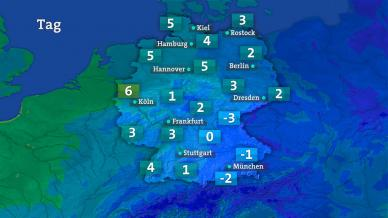 Tag
3
5
Kiel
Rostock
4
Hamburg
5
5
2
Hannover
Berlin
6
3
1
2
Köln
Dresden
2
-3
Frankfurt
3
3
0
Stuttgart
-1
4
1
München
-2